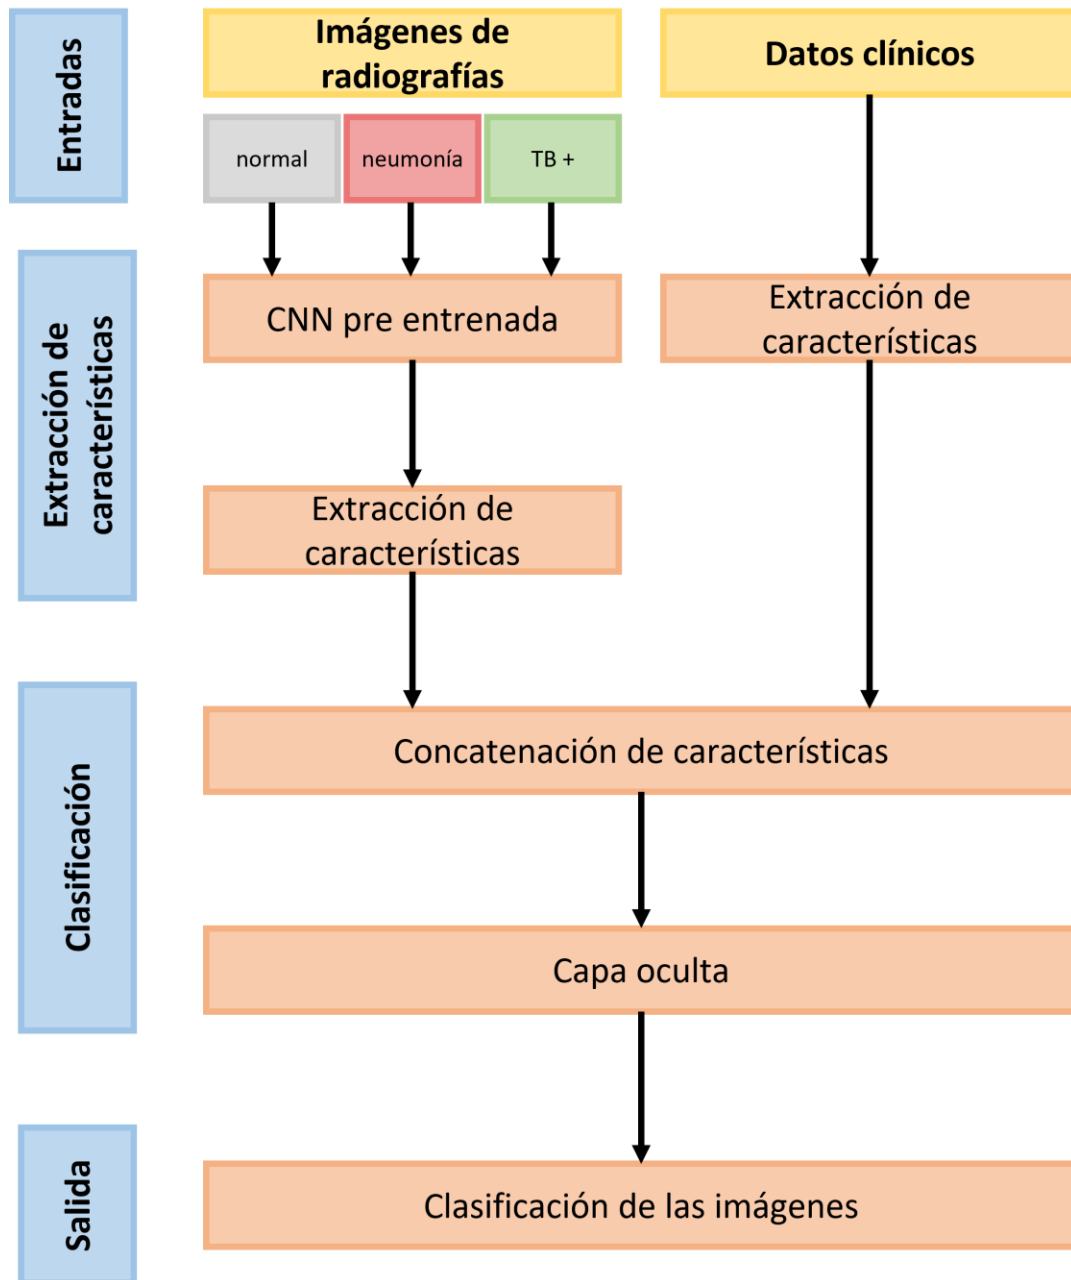 Entradas
Imágenes de
radiografías
Datos clínicos
normal
neumonía
TB +
Extracción de
características
CNN pre entrenada
Extracción de
características
Extracción de
características
Clasificación
Concatenación de características
Capa oculta
Salida
Clasificación de las imágenes